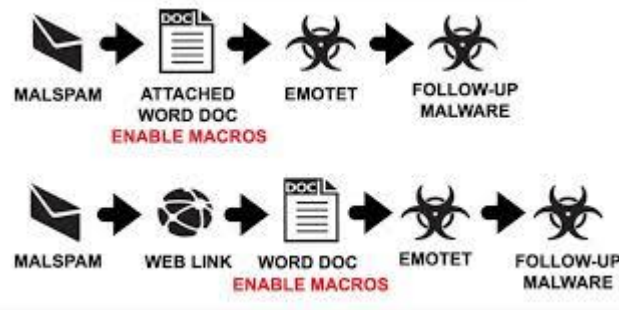 DOC
MALSPAM
ATTACHED
WORD DOC
ENABLE MACROS
EMOTET
FOLLOW-UP
MALWARE
DOC
MALSPAM
WEB LINK
WORD DOC
ENABLE MACROS
EMOTET
FOLLOW-UP
MALWARE